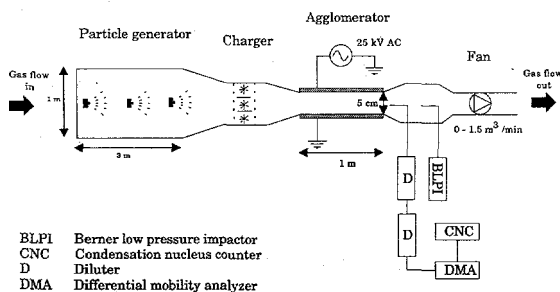 Agglomerator
Particle generator
Charger
25 kV AC
Fan
Gas flow
in
1 m
5 cm
Gas flow
out
0 - 1.5 m³ /min
3 m
1 m
D
BLPI
D
CNC
DMA
BLPI Berner low pressure impactor
CNC Condensation nucleus counter
D Diluter
DMA Differential mobility analyzer